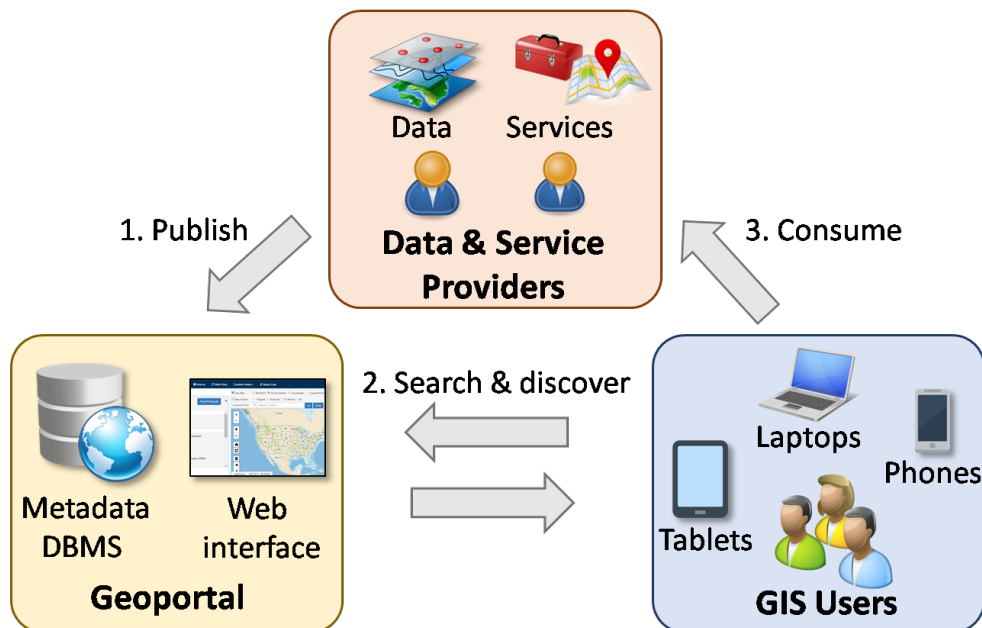 Data
Services
Data & Service
Providers
1. Publish
3. Consume
2. Search & discover
Metadata
DBMS
Web
interface
Geoportal
Laptops
Phones
Tablets
GIS Users